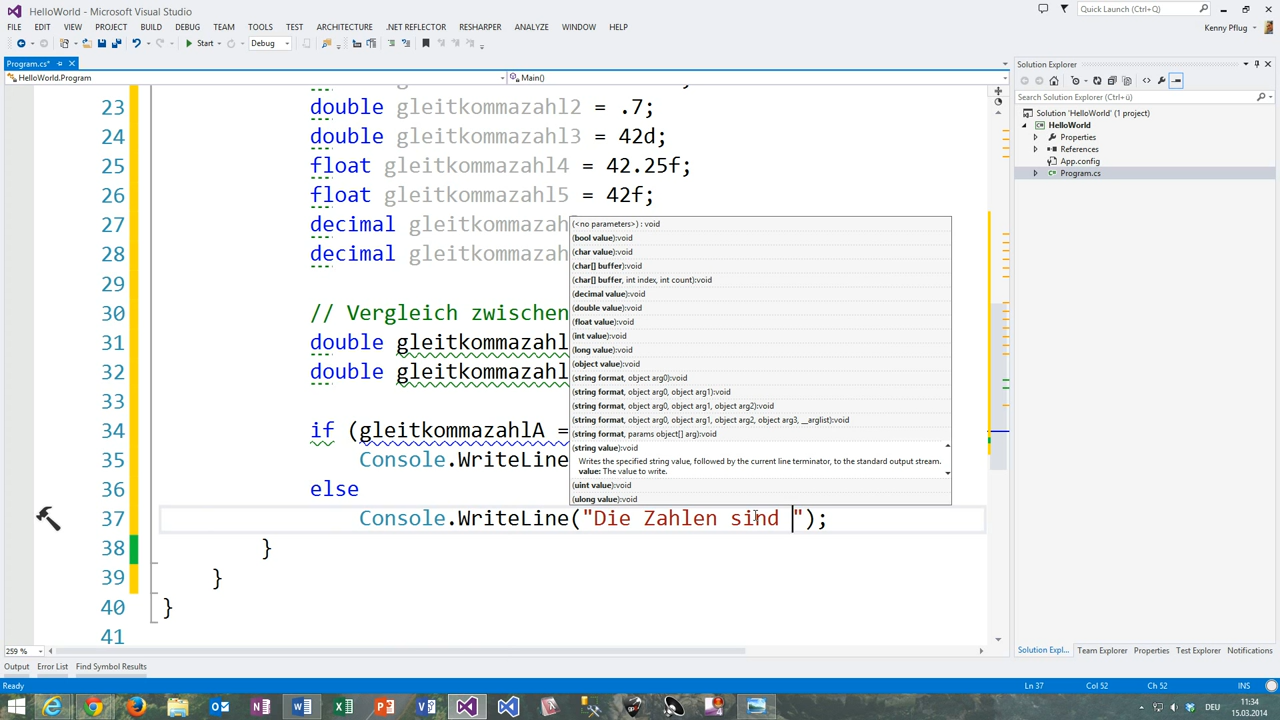 HelloWorld - Microsoft Visual Studio
Quick Launch (Ctrl+Q)
FILE EDIT VIEW PROJECT BUILD DEBUG TEAM TOOLS TEST ARCHITECTURE .NET REFLECTOR RESHARPER ANALYZE WINDOW HELP
Kenny Pflug
Start
Debug
Program.cs*
HelloWorld.Program
Main()
23 double gleitkommazahl2 = .7;
24 double gleitkommazahl3 = 42d;
25 float gleitkommazahl4 = 42.25f;
26 float gleitkommazahl5 = 42f;
27 decimal gleitkommazah
28 decimal gleitkommazah
29
30 // Vergleich zwischen
31 double gleitkommazahl
32 double gleitkommazahl
33
34 if (gleitkommazahlA =
35 Console.WriteLine
36 else
37 Console.WriteLine("Die Zahlen sind ");
38 }
39 }
40 }
41
(<no parameters>) : void
(bool value):void
(char value):void
(char[] buffer):void
(char[] buffer, int index, int count):void
(decimal value):void
(double value):void
(float value):void
(int value):void
(long value):void
(object value):void
(string format, object arg0):void
(string format, object arg0, object arg1):void
(string format, object arg0, object arg1, object arg2):void
(string format, object arg0, object arg1, object arg2, object arg3, __arglist):void
(string format, params object[] arg):void
(string value):void
Writes the specified string value, followed by the current line terminator, to the standard output stream.
value: The value to write.
(uint value):void
(ulong value):void
Solution Explorer
Search Solution Explorer (Ctrl+ü)
Solution 'HelloWorld' (1 project)
HelloWorld
Properties
References
App.config
Program.cs
259 %
Solution Expl... Team Explorer Properties Test Explorer Notifications
Output Error List Find Symbol Results
Ready
Ln 37 Col 52 Ch 52 INS
DEU
11:34
15.03.2014